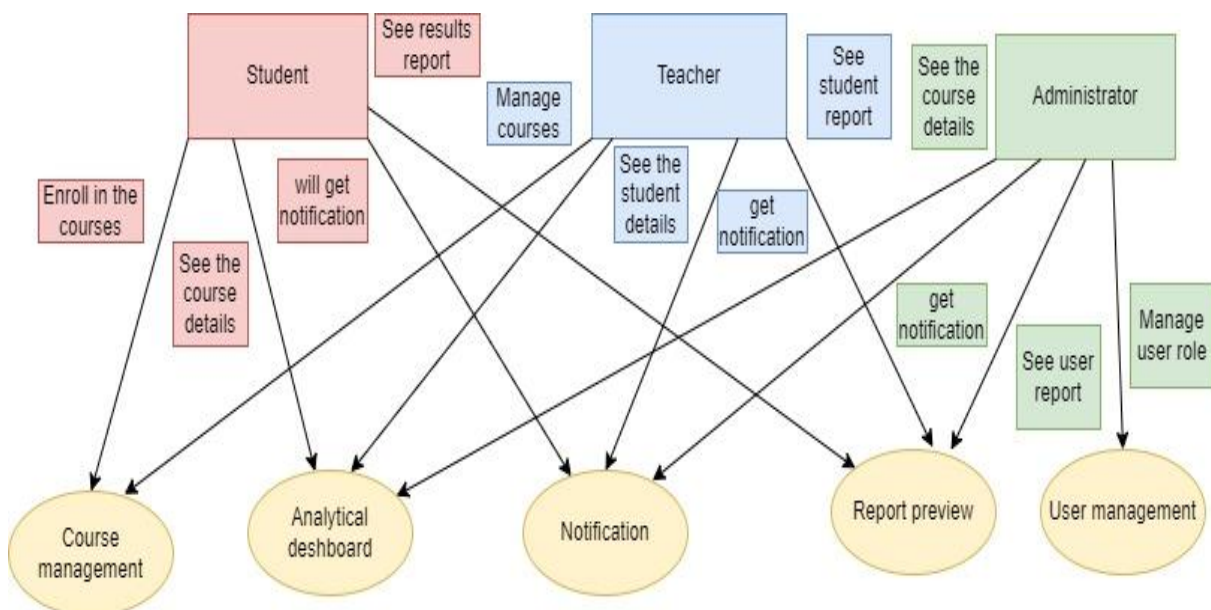 Student
See results
report
Teacher
Manage
courses
See
student
report
See the
course
details
Administrator
Enroll in the
courses
will get
notification
See the
student
details
get
notification
See the
course
details
get
notification
See user
report
Manage
user role
Course
management
Analytical
deshboard
Notification
Report preview
User management